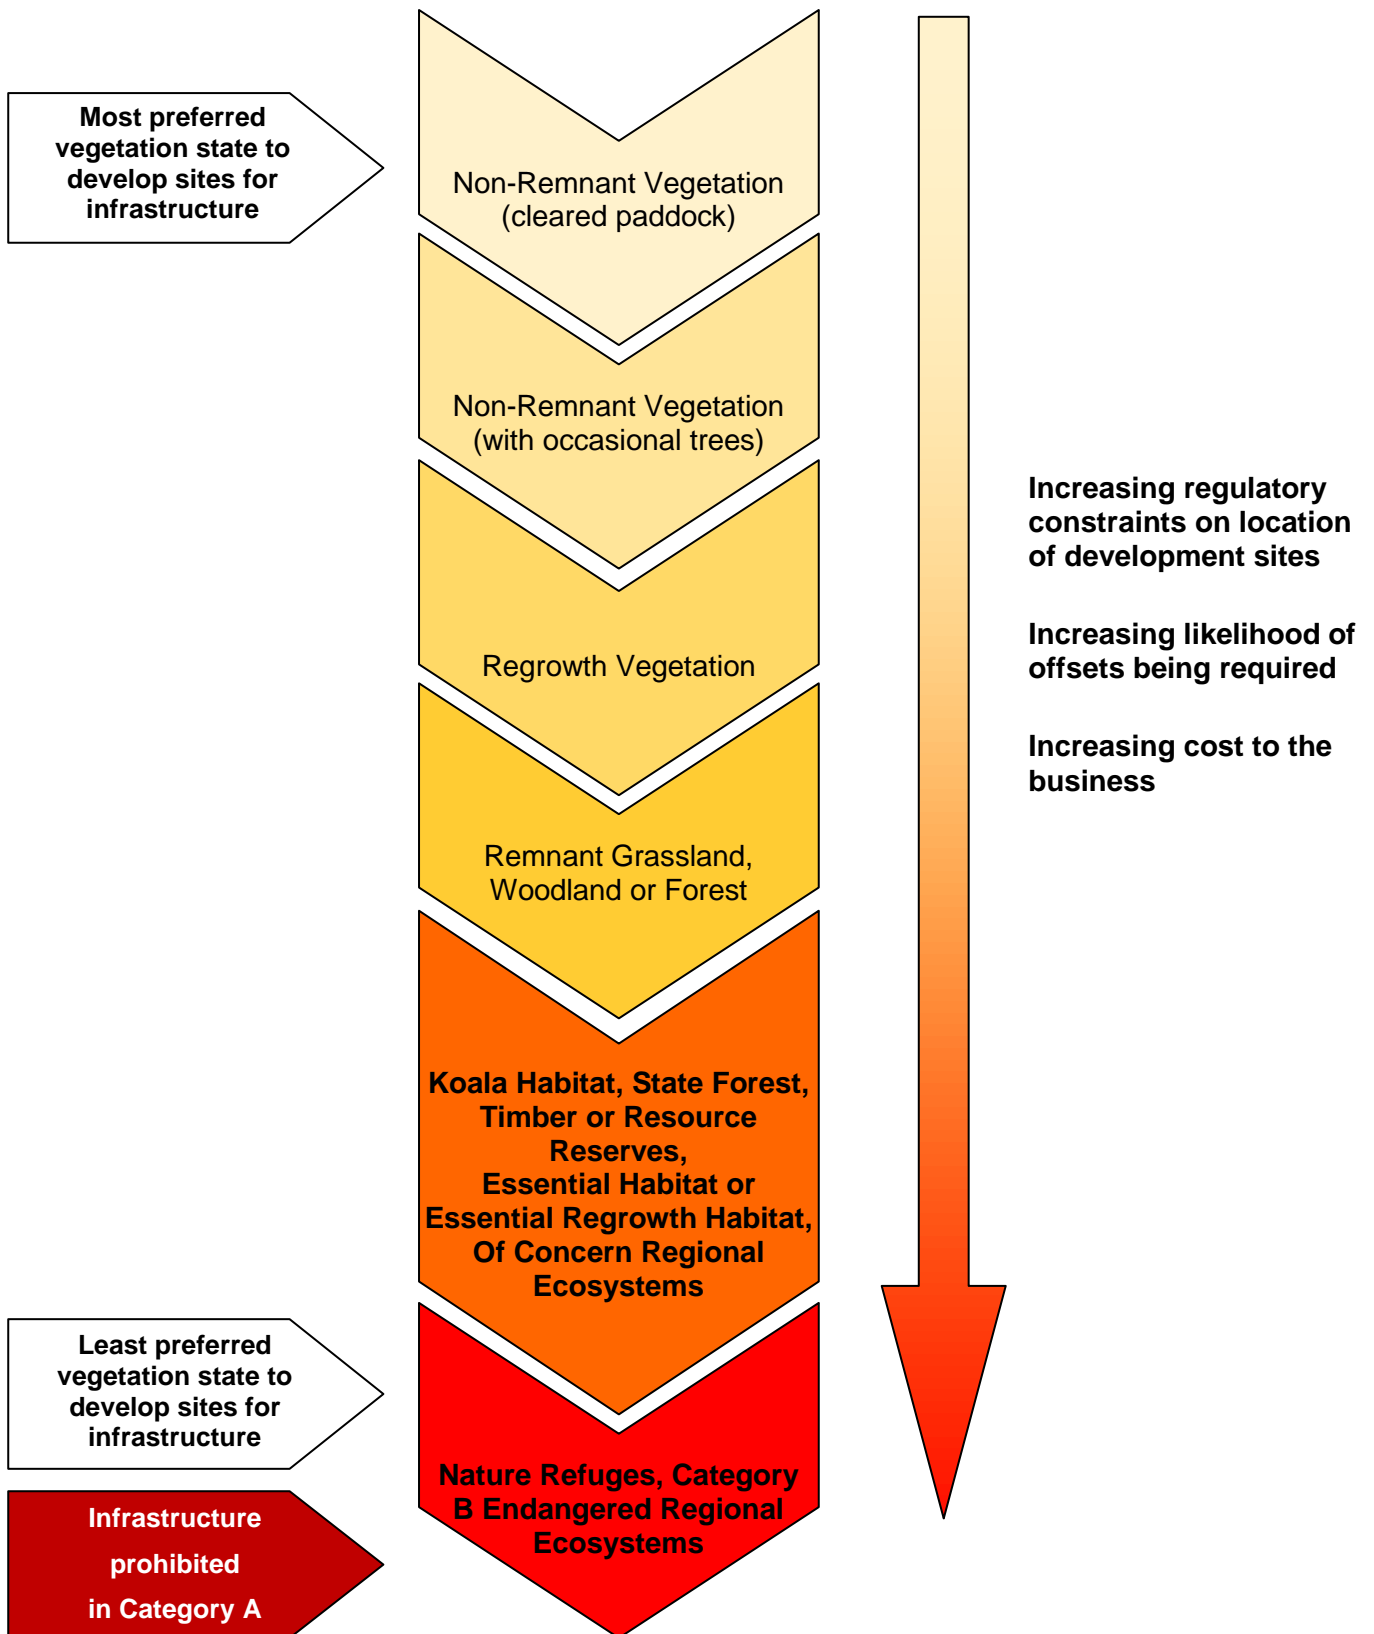 Most preferred
vegetation state to
develop sites for
infrastructure
Non-Remnant Vegetation
(cleared paddock)
Non-Remnant Vegetation
(with occasional trees)
Regrowth Vegetation
Remnant Grassland,
Woodland or Forest
Koala Habitat, State Forest,
Timber or Resource
Reserves,
Essential Habitat or
Essential Regrowth Habitat,
Of Concern Regional
Ecosystems
Least preferred
vegetation state to
develop sites for
infrastructure
Nature Refuges, Category
B Endangered Regional
Ecosystems
Infrastructure
prohibited
in Category A
Increasing regulatory
constraints on location
of development sites
Increasing likelihood of
offsets being required
Increasing cost to the
business